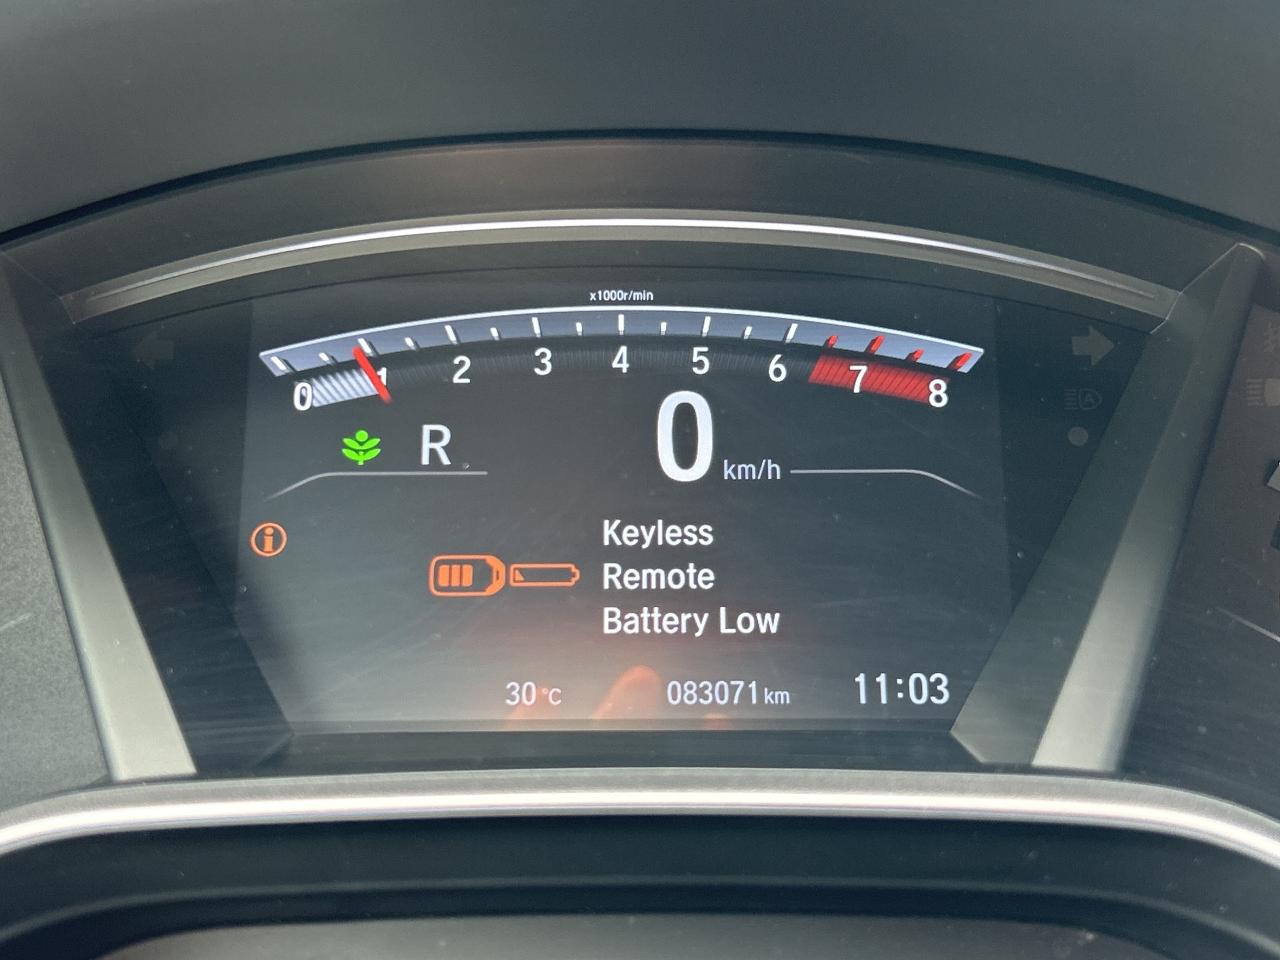 x1000r/min
0 1 2 3 4 5 6 7 8
R 0 km/h
Keyless
Remote
Battery Low
30 °C 083071 km 11:03